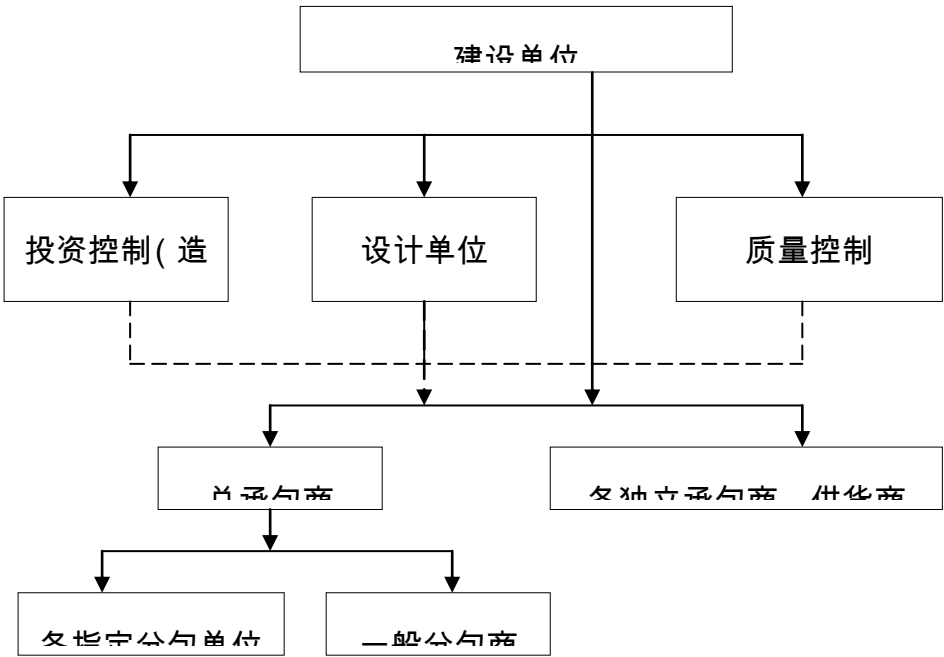 建设单位
投资控制(造
设计单位
质量控制
总承包商
各独立承包商、供货商
各指定分包单位
一般分包商